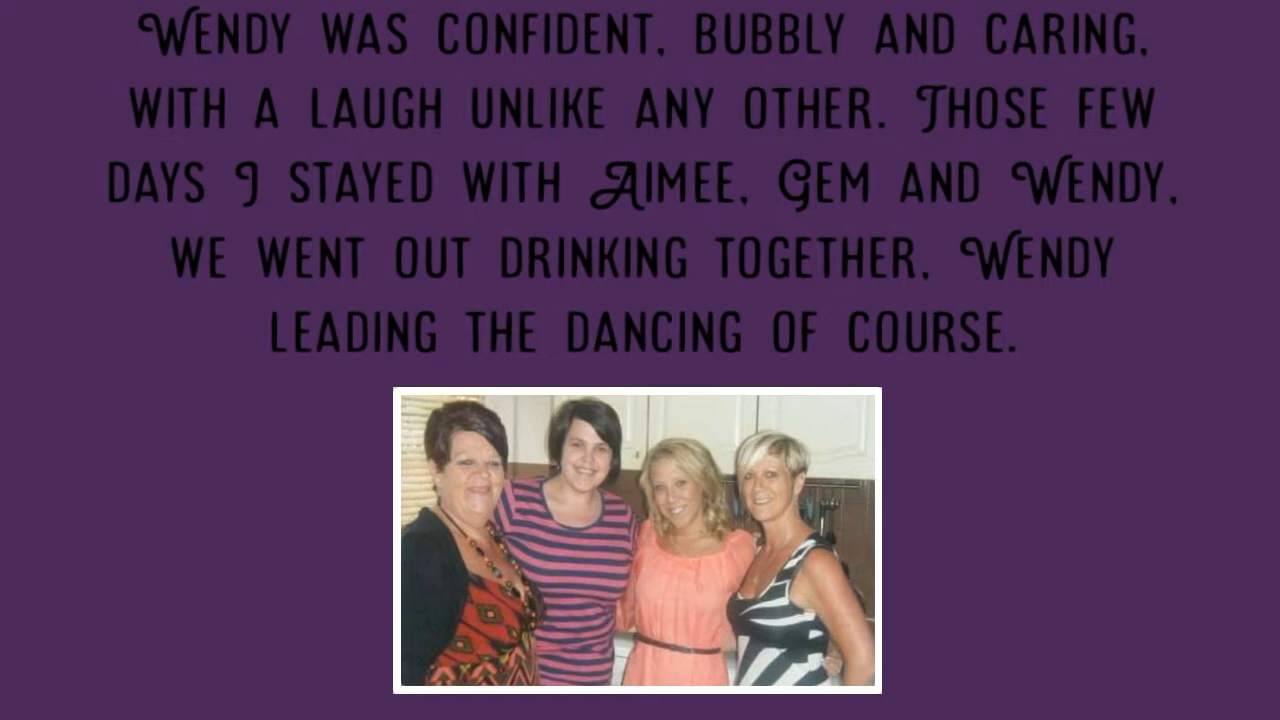 Wendy was confident, bubbly and caring,
with a laugh unlike any other. Those few
days I stayed with Aimee, Gem and Wendy,
we went out drinking together, Wendy
leading the dancing of course.